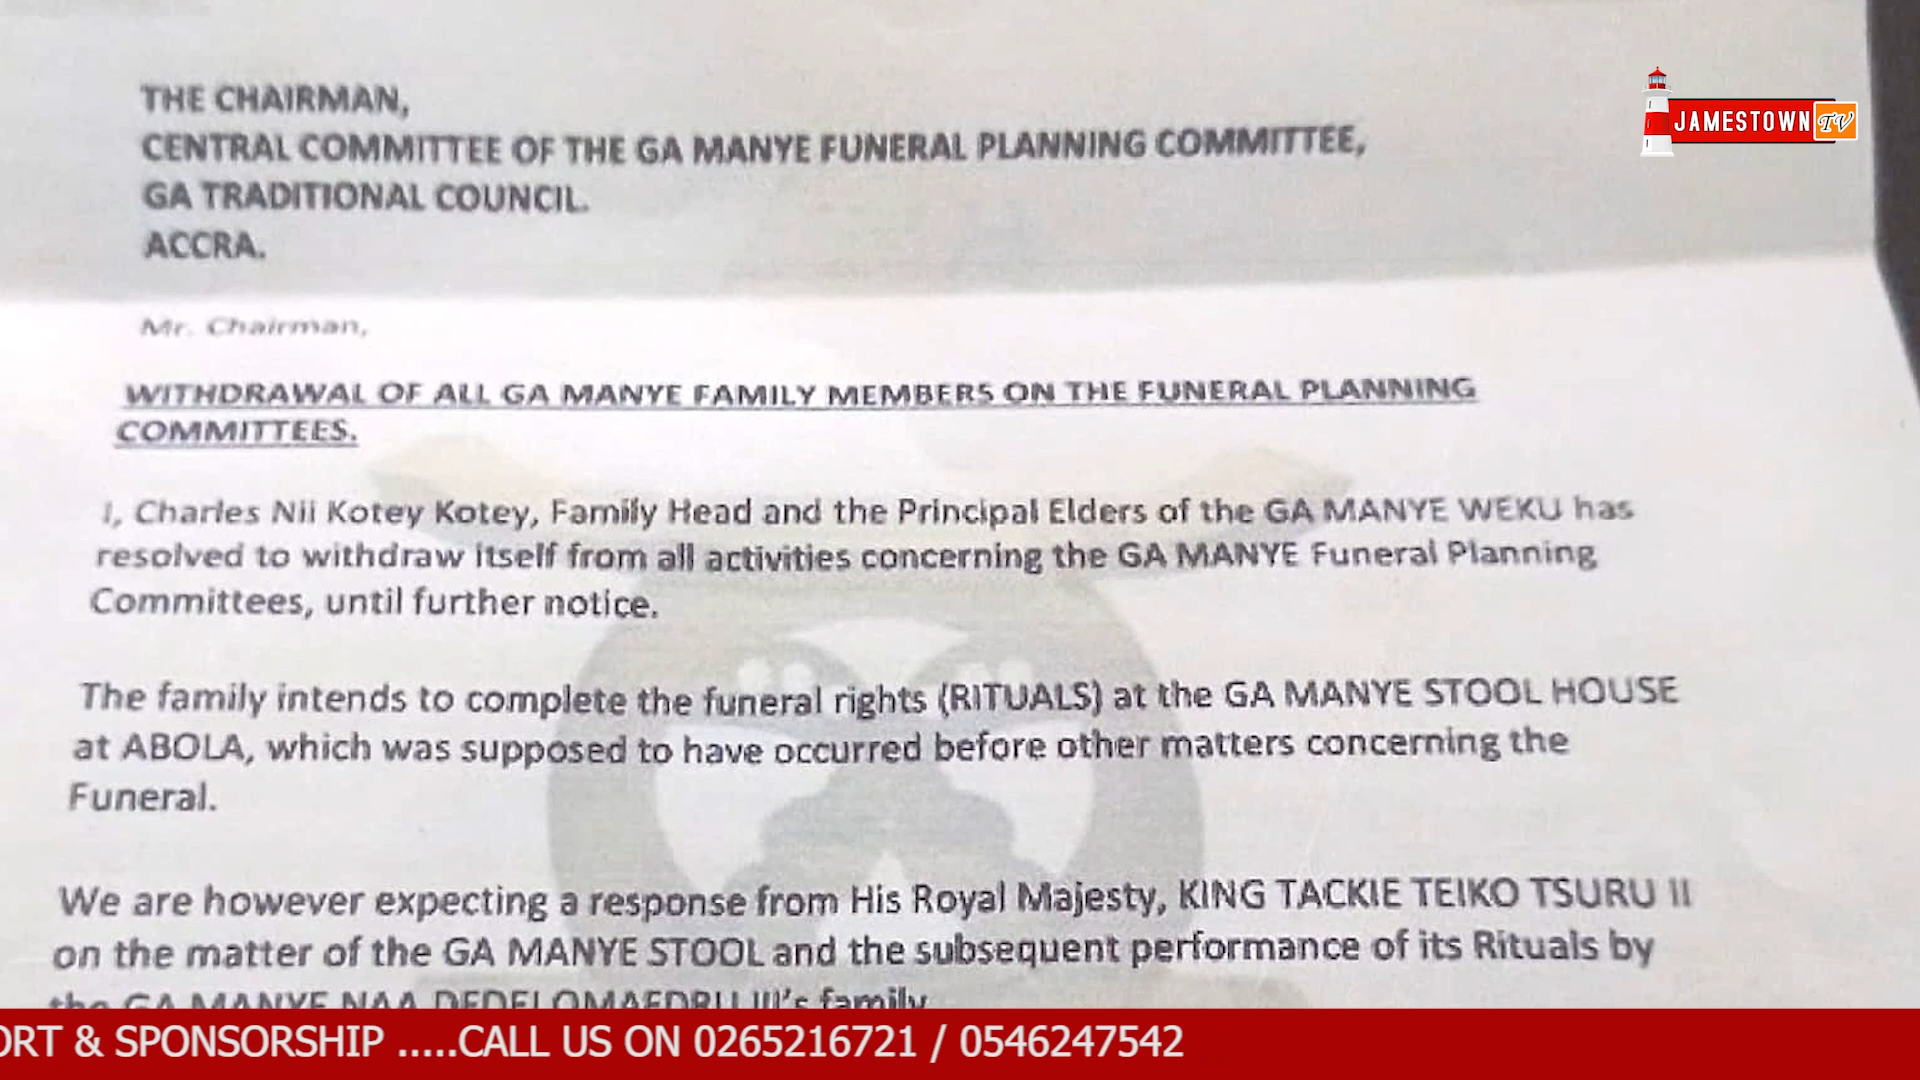 THE CHAIRMAN,
CENTRAL COMMITTEE OF THE GA MANYE FUNERAL PLANNING COMMITTEE,
GA TRADITIONAL COUNCIL.
ACCRA.
JAMESTOWN TV
Mr. Chairman,
WITHDRAWAL OF ALL GA MANYE FAMILY MEMBERS ON THE FUNERAL PLANNING
COMMITTEES.
I, Charles Nii Kotey Kotey, Family Head and the Principal Elders of the GA MANYE WEKU has
resolved to withdraw itself from all activities concerning the GA MANYE Funeral Planning
Committees, until further notice.
The family intends to complete the funeral rights (RITUALS) at the GA MANYE STOOL HOUSE
at ABOLA, which was supposed to have occurred before other matters concerning the
Funeral.
We are however expecting a response from His Royal Majesty, KING TACKIE TEIKO TSURU II
on the matter of the GA MANYE STOOL and the subsequent performance of its Rituals by
the GA MANYE NAA family
ORT & SPONSORSHIP .....CALL US ON 0265216721 / 0546247542